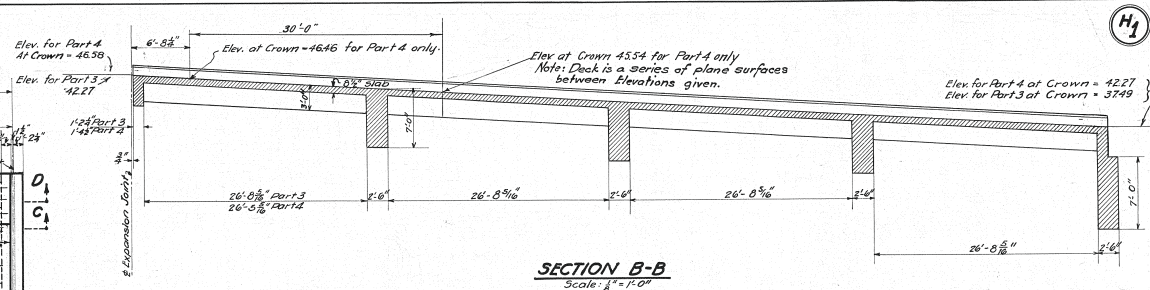 H1
30'-0"
6'-8¼"
Elev. for Part 4
At Crown = 46.58
Elev. at Crown = 46.46 for Part 4 only.
Elev at Crown 45.54 for Part 4 only
Note: Deck is a series of plane surfaces
between Elevations given.
Elev. for Part 3
42.27
Elev. for Part 4 at Crown = 42.27
Elev. for Part 3 at Crown = 37.49
8½" slab
3'-0"
7'-0"
1'-2¼" Part 3
1'-4½" Part 4
¾"
D
C
26'-8 5/16" Part 3
26'-5 5/16" Part 4
2'-6"
26'-8 5/16"
2'-6"
26'-8 5/16"
2'-6"
7'-0"
26'-8 5/16"
2'-6"
℄ Expansion Joint
SECTION B-B
Scale: ⅛" = 1'-0"